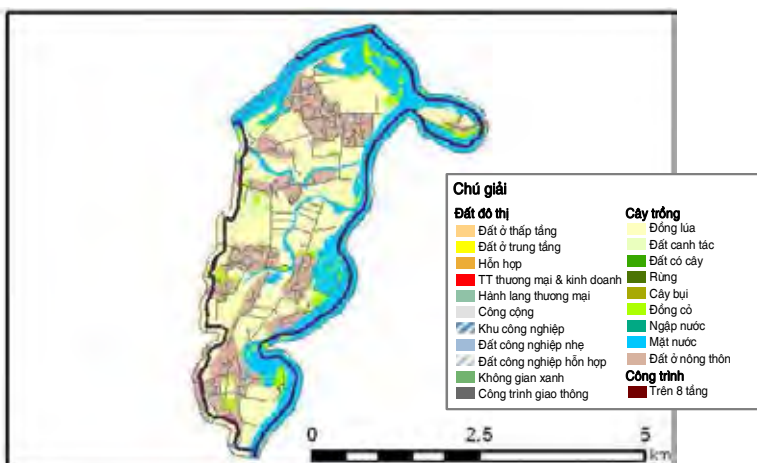 Chú giải
Đất đô thị
Đất ở thấp tầng
Đất ở trung tầng
Hỗn hợp
TT thương mại & kinh doanh
Hành lang thương mại
Công cộng
Khu công nghiệp
Đất công nghiệp nhẹ
Đất công nghiệp hỗn hợp
Không gian xanh
Công trình giao thông
Cây trồng
Đồng lúa
Đất canh tác
Đất có cây
Rừng
Cây bụi
Đồng cỏ
Ngập nước
Mặt nước
Đất ở nông thôn
Công trình
Trên 8 tầng
0 2.5 5
km